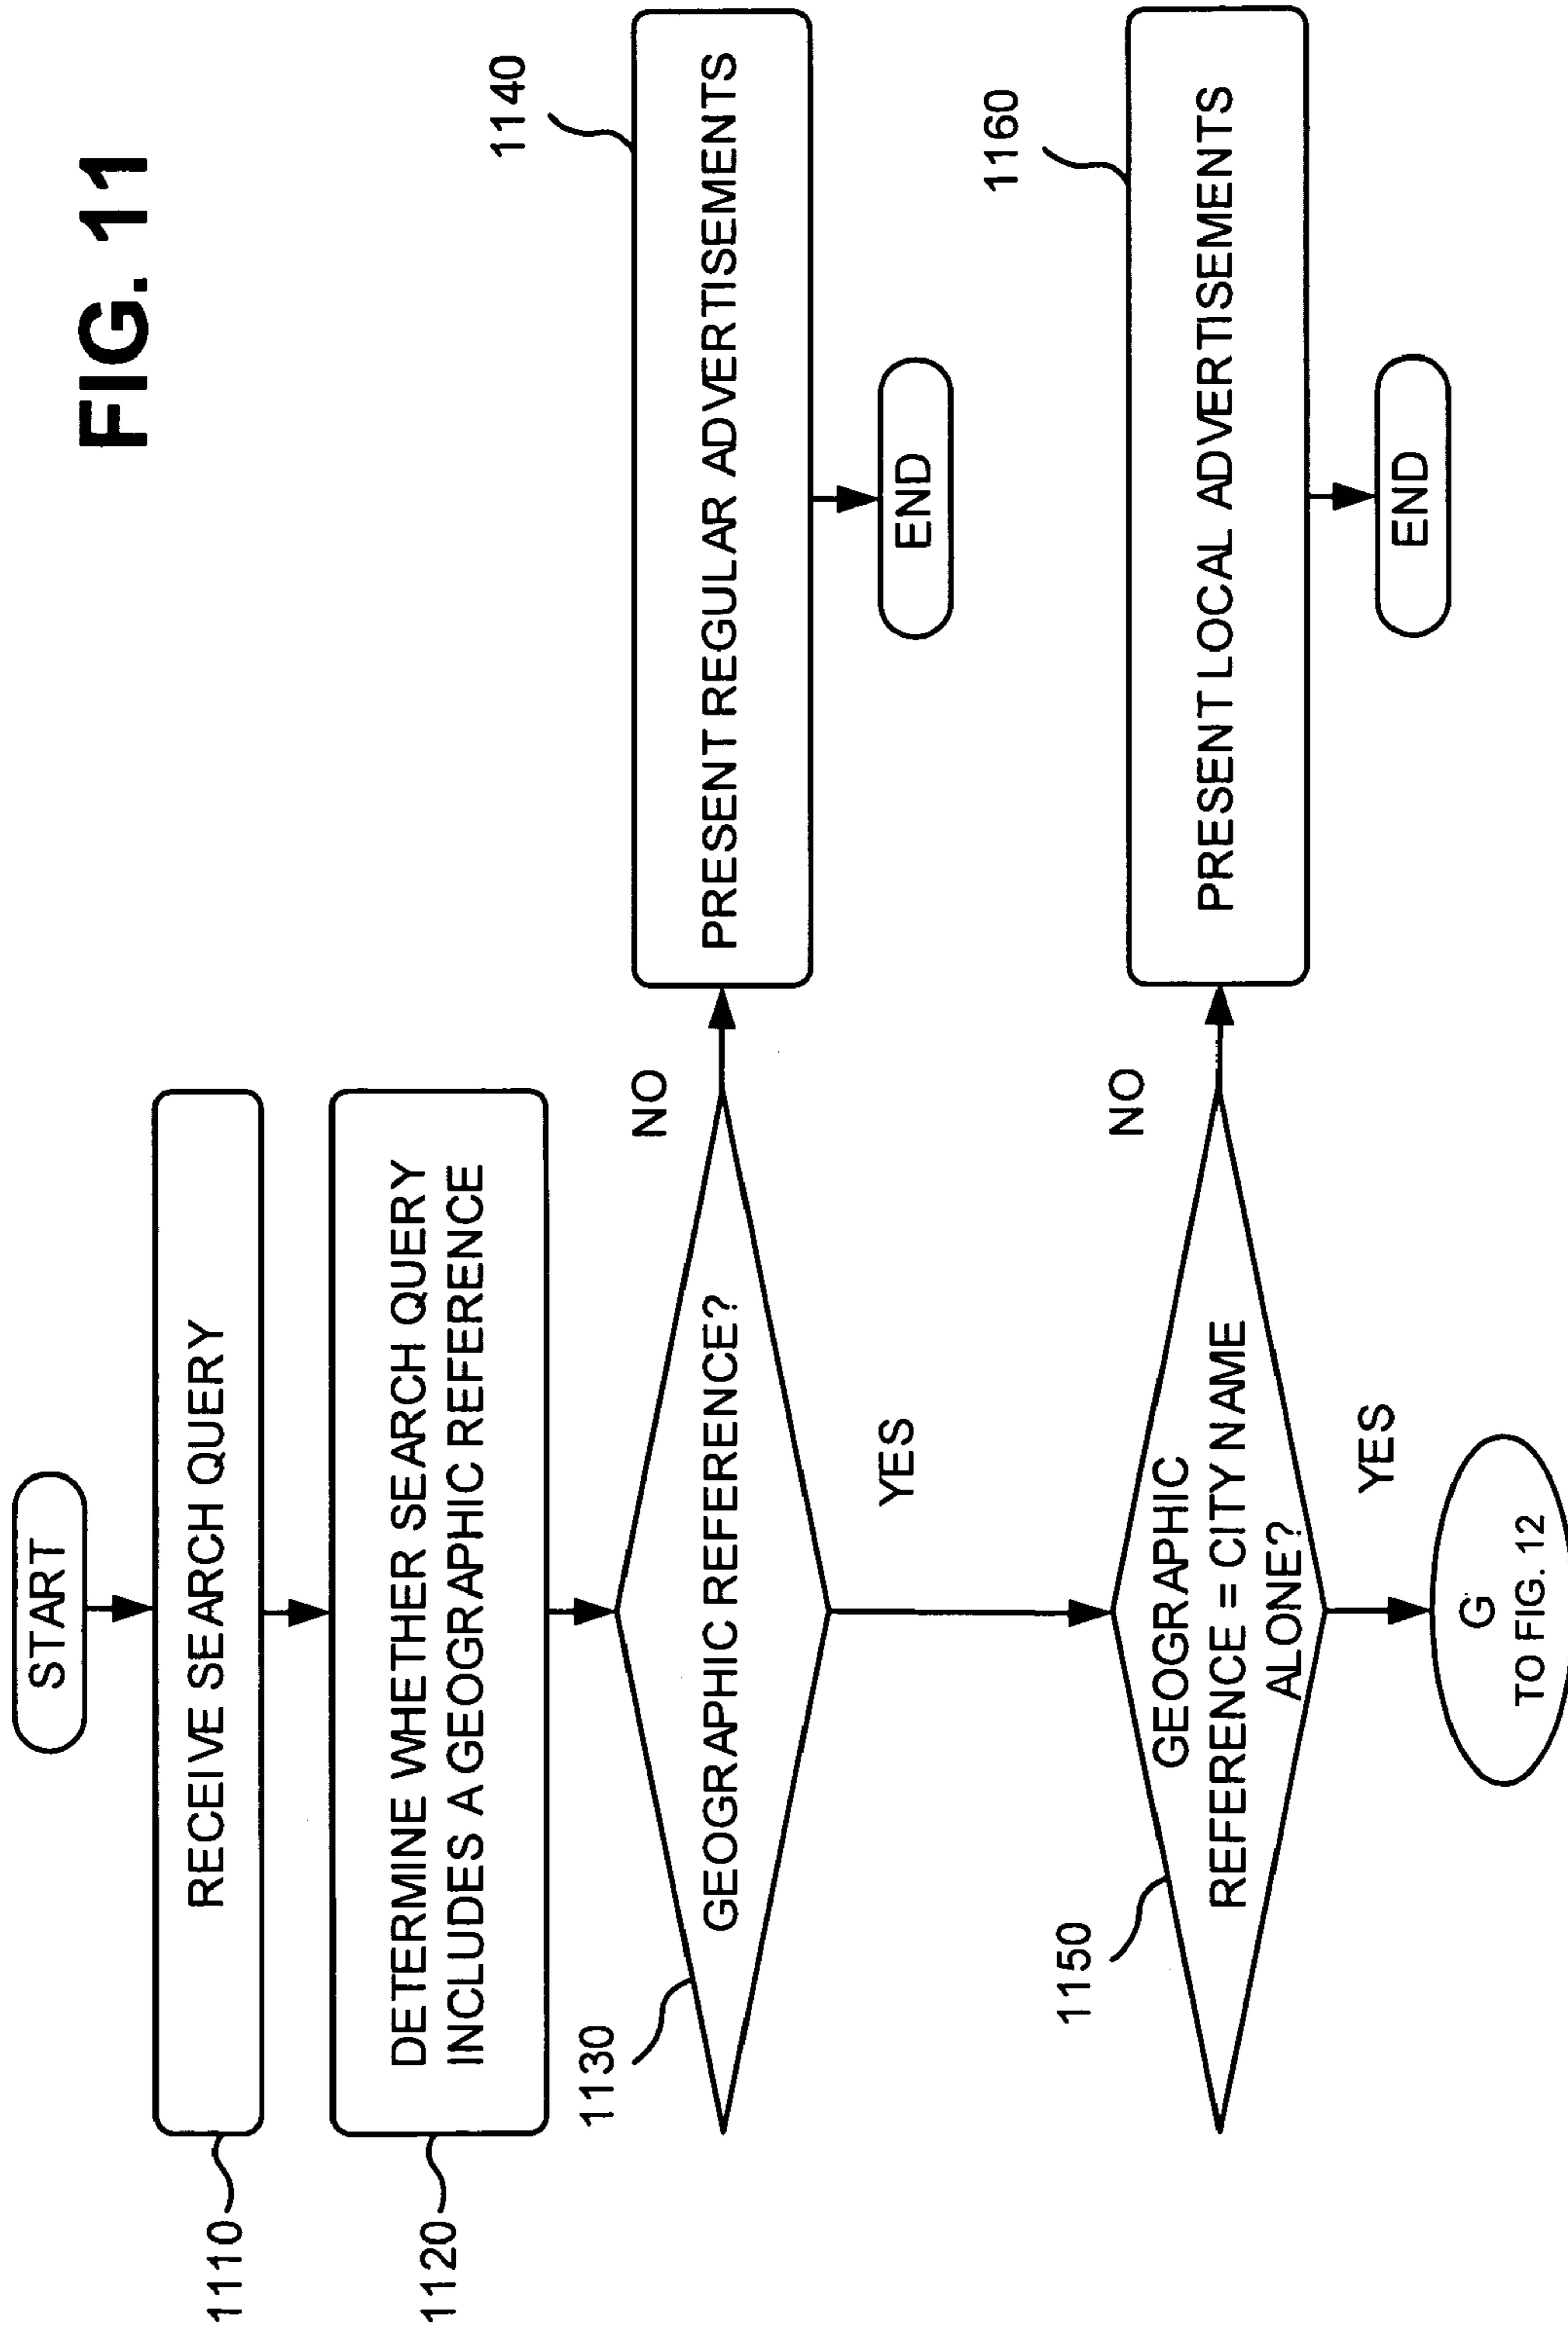 FIG. 11
START
RECEIVE SEARCH QUERY
1110
DETERMINE WHETHER SEARCH QUERY
INCLUDES A GEOGRAPHIC REFERENCE
1120
1130
GEOGRAPHIC REFERENCE?
NO
1140
PRESENT REGULAR ADVERTISEMENTS
END
YES
1150
GEOGRAPHIC
REFERENCE = CITY NAME
ALONE?
NO
1160
PRESENT LOCAL ADVERTISEMENTS
END
YES
G
TO FIG. 12